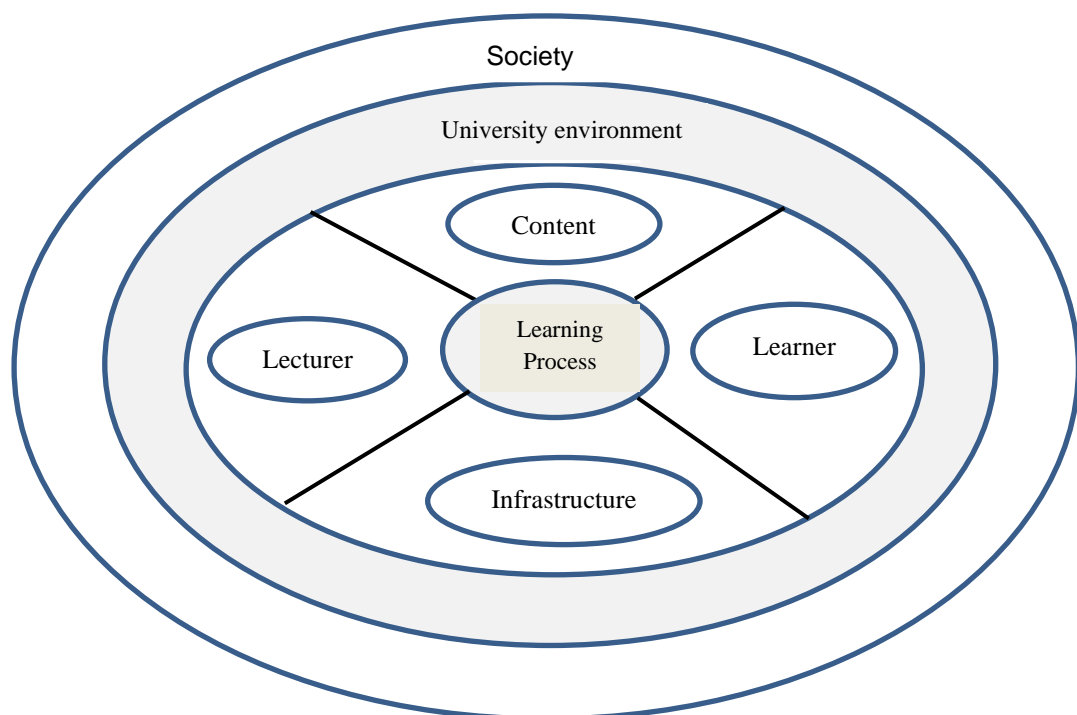 Society
University environment
Content
Learning
Process
Lecturer
Learner
Infrastructure